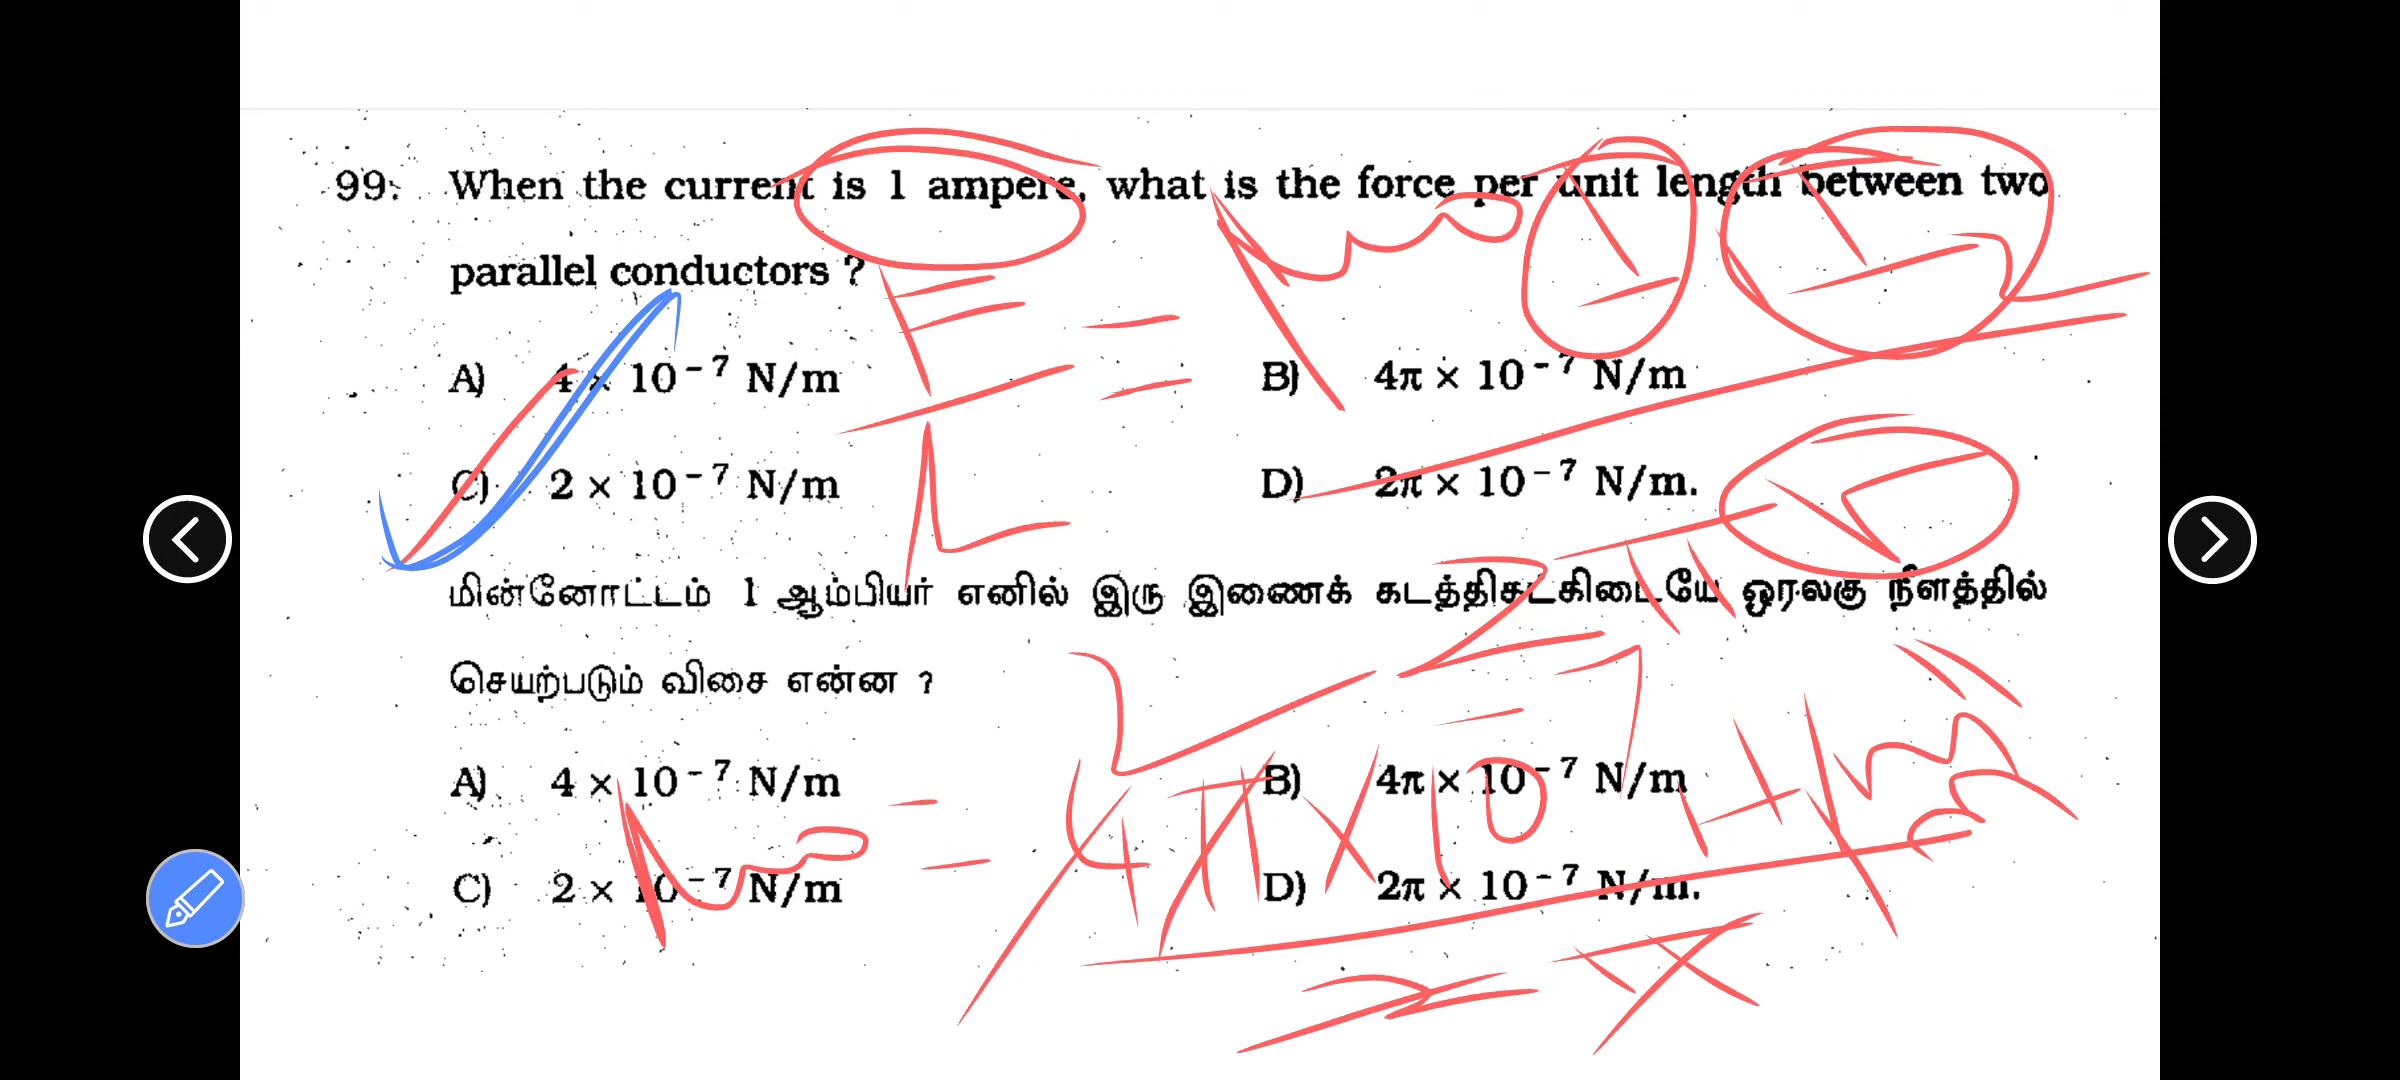 99. When the current is 1 ampere, what is the force per unit length between two
parallel conductors ?
A) 4 × 10⁻⁷ N/m B) 4π × 10⁻⁷ N/m
C) 2 × 10⁻⁷ N/m D) 2π × 10⁻⁷ N/m.
மின்னோட்டம் 1 ஆம்பியர் எனில் இரு இணைக் கடத்திகட்கிடையே ஓரலகு நீளத்தில்
செயற்படும் விசை என்ன ?
A) 4 × 10⁻⁷ N/m B) 4π × 10⁻⁷ N/m
C) 2 × 10⁻⁷ N/m D) 2π × 10⁻⁷ N/m.